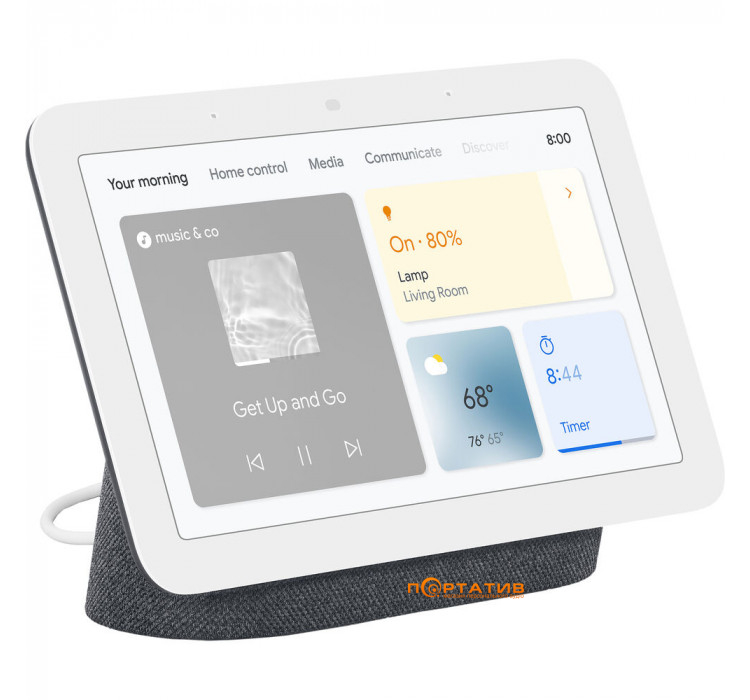 Your morning
Home control
Media
Communicate
Discover
8:00
music & co
Get Up and Go
On · 80%
Lamp
Living Room
68°
76° 65°
8:44
Timer
ПОРТАТИВ